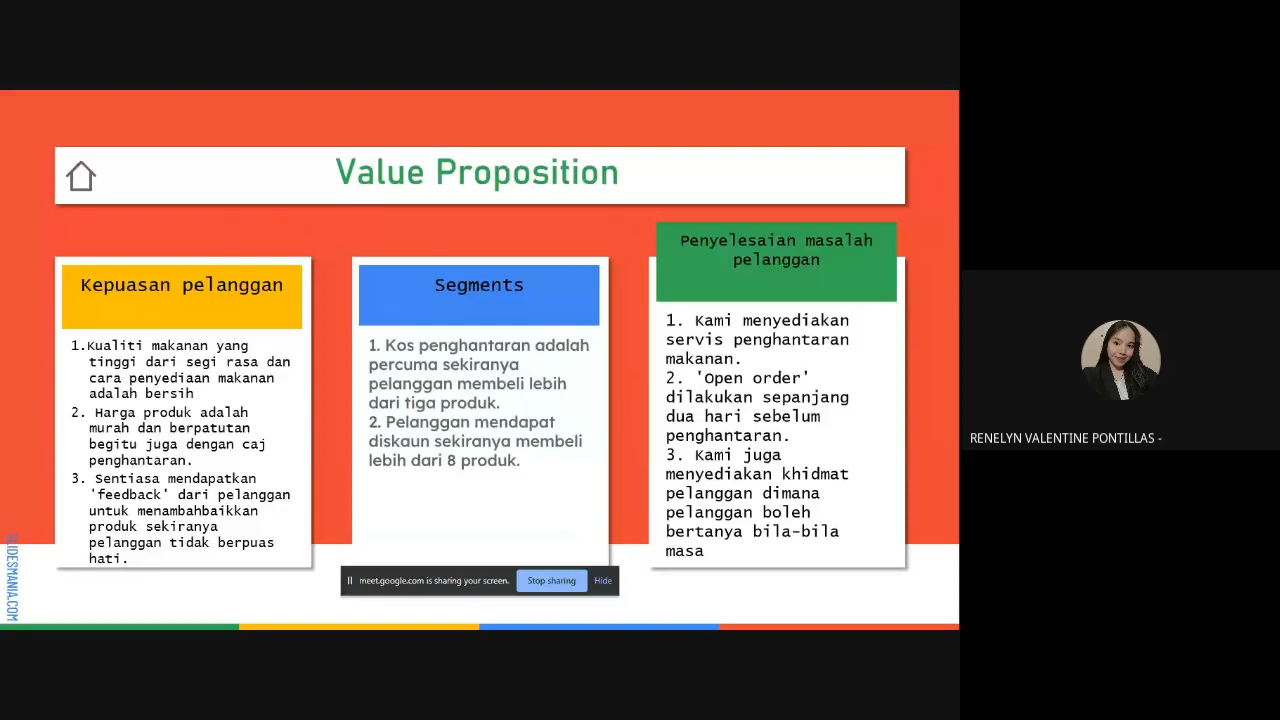 Value Proposition
Kepuasan pelanggan
1.Kualiti makanan yang
tinggi dari segi rasa dan
cara penyediaan makanan
adalah bersih
2. Harga produk adalah
murah dan berpatutan
begitu juga dengan caj
penghantaran.
3. Sentiasa mendapatkan
'feedback' dari pelanggan
untuk menambahbaikkan
produk sekiranya
pelanggan tidak berpuas
hati.
Segments
1. Kos penghantaran adalah
percuma sekiranya
pelanggan membeli lebih
dari tiga produk.
2. Pelanggan mendapat
diskaun sekiranya membeli
lebih dari 8 produk.
Penyelesaian masalah
pelanggan
1. Kami menyediakan
servis penghantaran
makanan.
2. 'Open order'
dilakukan sepanjang
dua hari sebelum
penghantaran.
3. Kami juga
menyediakan khidmat
pelanggan dimana
pelanggan boleh
bertanya bila-bila
masa
SLIDESMANIA.COM
meet.google.com is sharing your screen.
Stop sharing
Hide
RENELYN VALENTINE PONTILLAS -